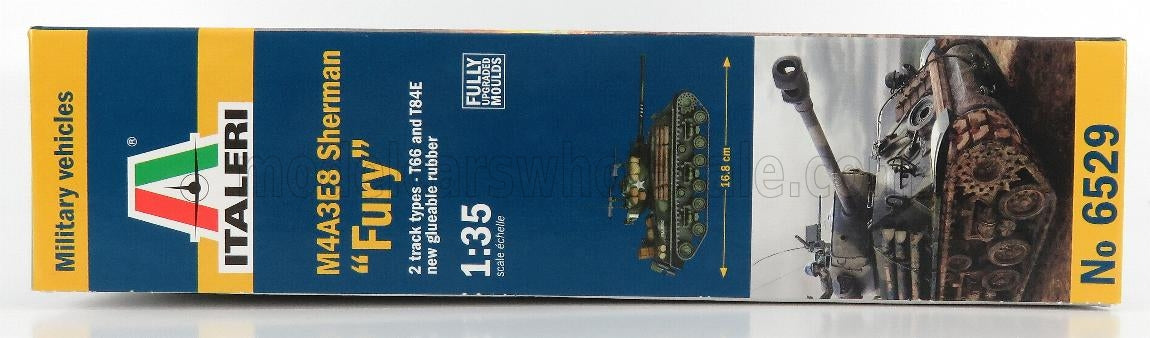 Military vehicles
®
ITALERI
M4A3E8 Sherman
“Fury”
2 track types - T66 and T84E
new glueable rubber
1:35
scale échelle
FULLY
UPGRADED
MOULDS
16.8 cm
No 6529